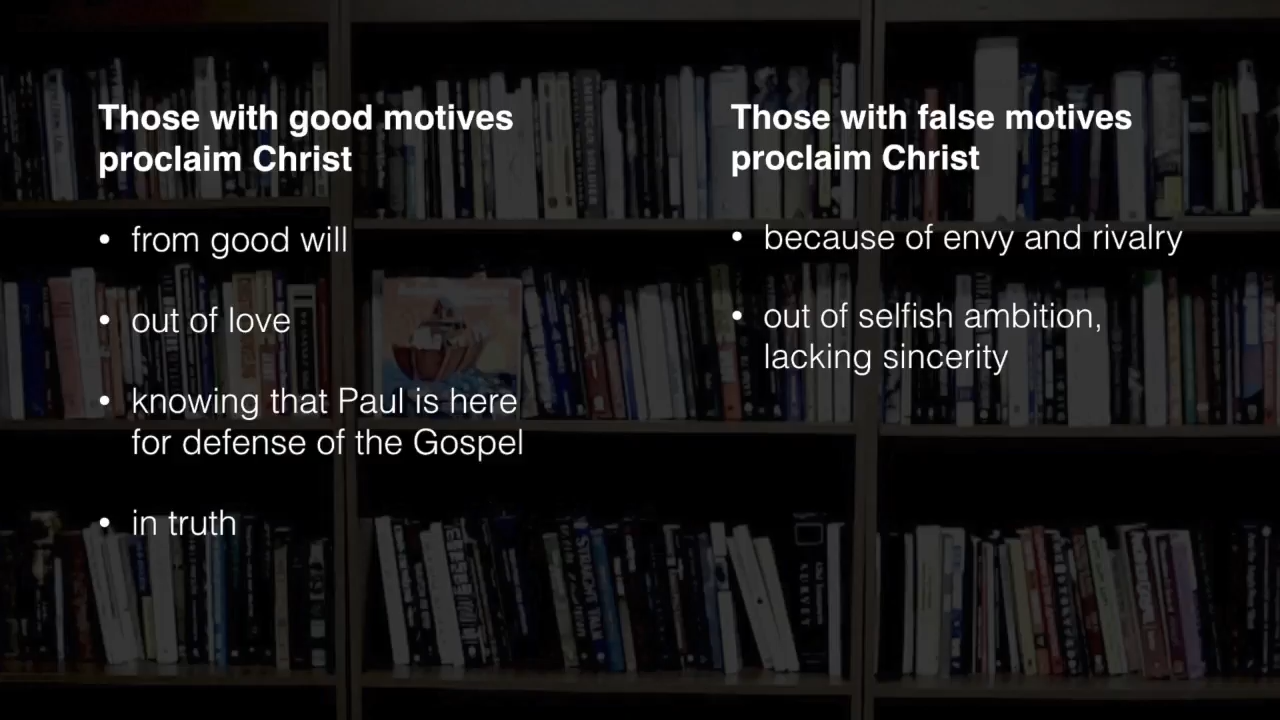 Those with good motives
proclaim Christ
• from good will
• out of love
• knowing that Paul is here
for defense of the Gospel
• in truth
Those with false motives
proclaim Christ
• because of envy and rivalry
• out of selfish ambition,
lacking sincerity